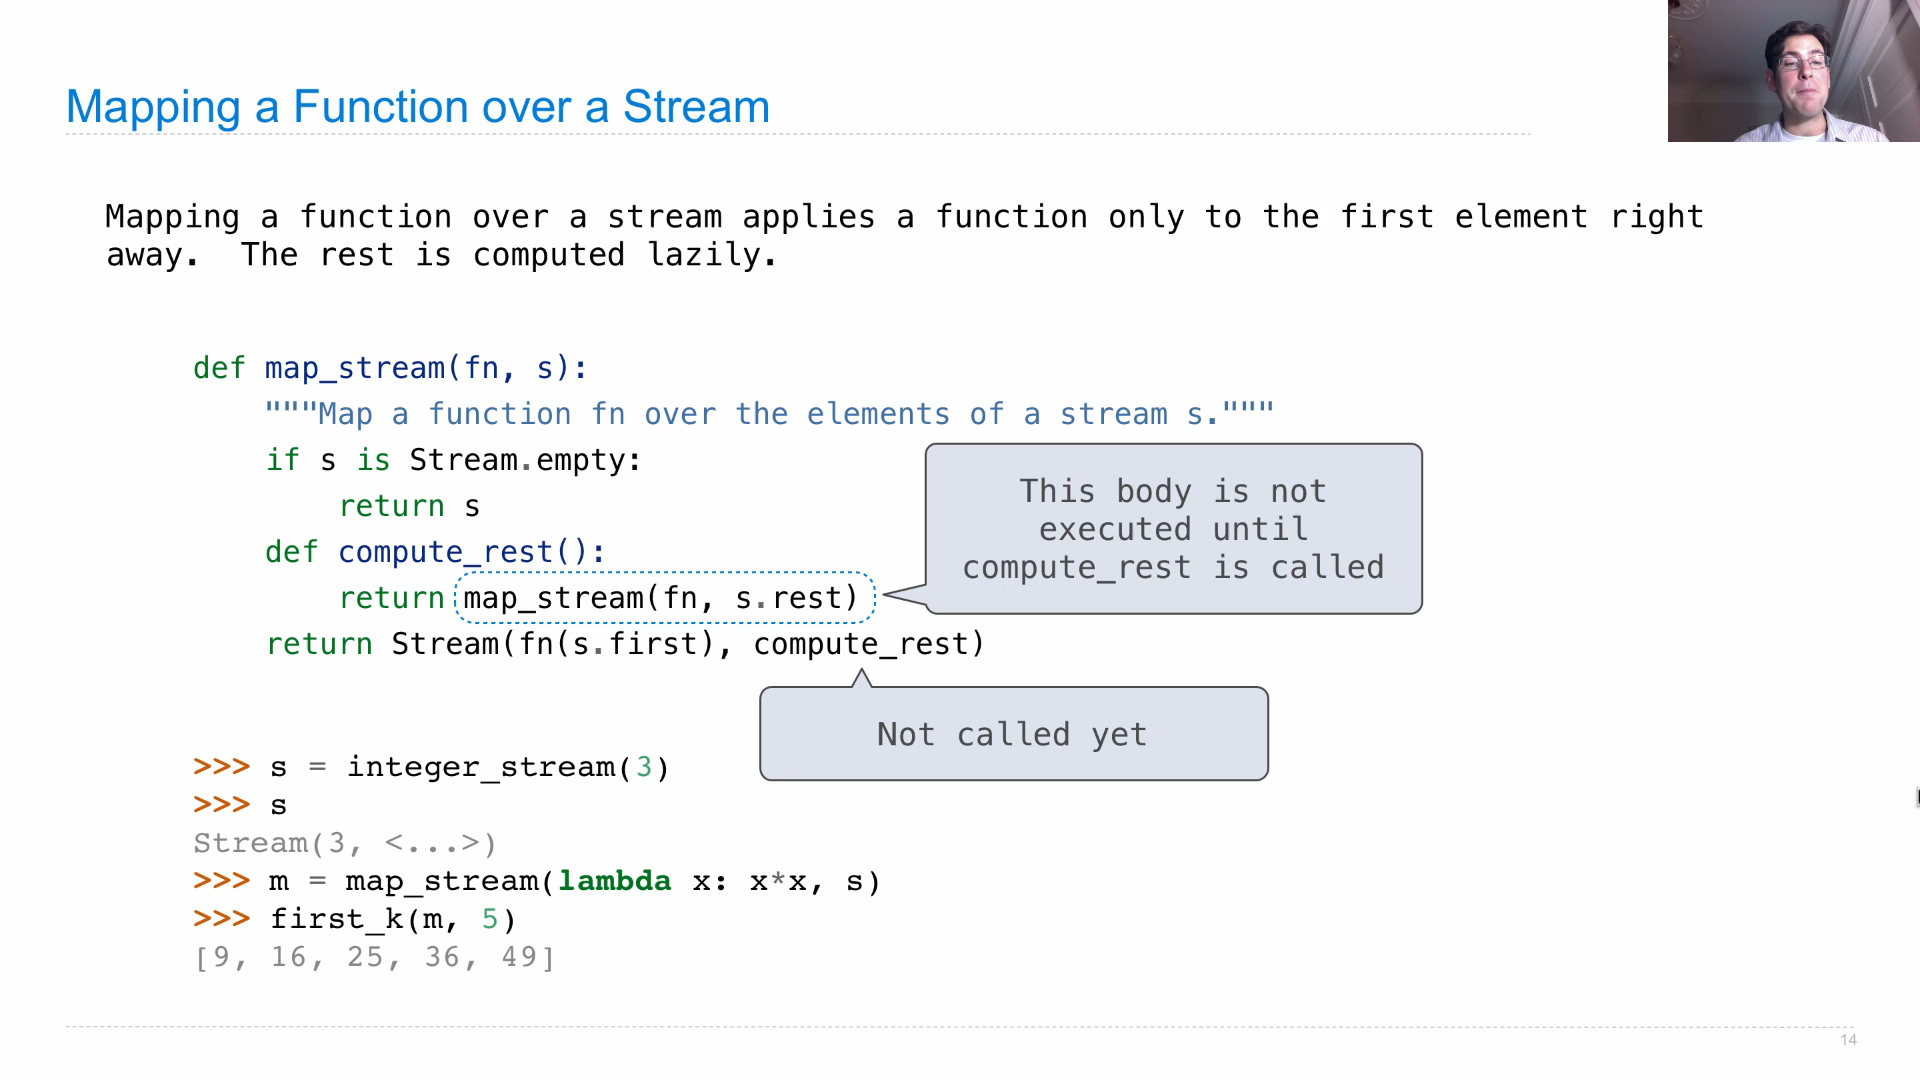 Mapping a Function over a Stream
Mapping a function over a stream applies a function only to the first element right
away.  The rest is computed lazily.
def map_stream(fn, s):
    """Map a function fn over the elements of a stream s."""
    if s is Stream.empty:
        return s
    def compute_rest():
        return map_stream(fn, s.rest)
    return Stream(fn(s.first), compute_rest)
This body is not
executed until
compute_rest is called
Not called yet
>>> s = integer_stream(3)
>>> s
Stream(3, <...>)
>>> m = map_stream(lambda x: x*x, s)
>>> first_k(m, 5)
[9, 16, 25, 36, 49]
14